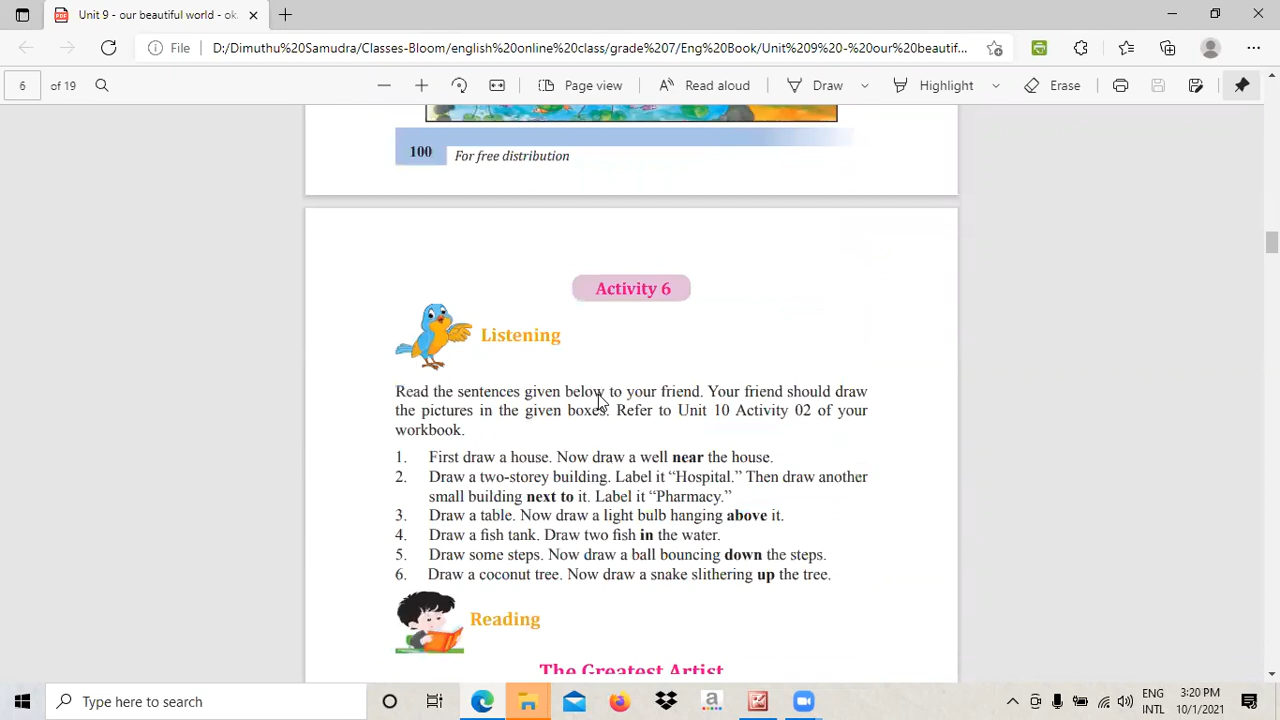 Unit 9 - our beautiful world - ok
File
D:/Dimuthu%20Samudra/Classes-Bloom/english%20online%20class/grade%207/Eng%20Book/Unit%209%20-%20our%20beautif...
6 of 19
Page view
Read aloud
Draw
Highlight
Erase
100
For free distribution
Activity 6
Listening
Read the sentences given below to your friend. Your friend should draw
the pictures in the given boxes. Refer to Unit 10 Activity 02 of your
workbook.
1. First draw a house. Now draw a well near the house.
2. Draw a two-storey building. Label it “Hospital.” Then draw another
small building next to it. Label it “Pharmacy.”
3. Draw a table. Now draw a light bulb hanging above it.
4. Draw a fish tank. Draw two fish in the water.
5. Draw some steps. Now draw a ball bouncing down the steps.
6. Draw a coconut tree. Now draw a snake slithering up the tree.
Reading
The Greatest Artist
Type here to search
ENG
INTL
3:20 PM
10/1/2021